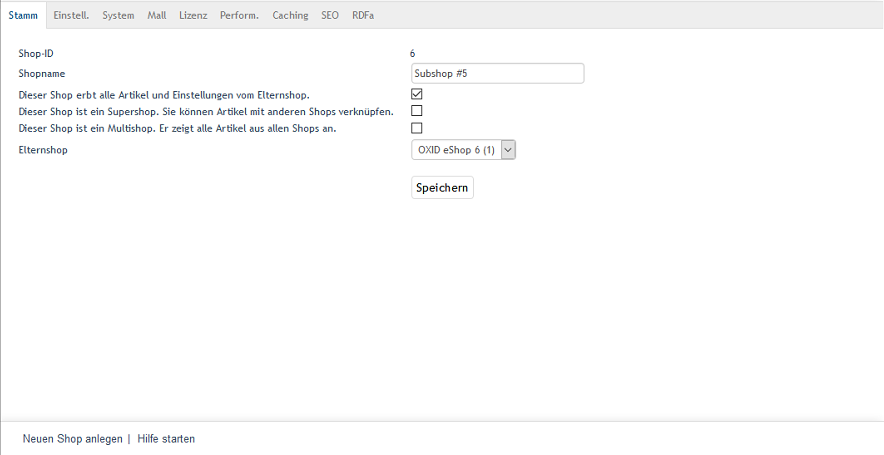 Stamm Einstell. System Mall Lizenz Perform. Caching SEO RDFa
Shop-ID 6
Shopname Subshop #5
Dieser Shop erbt alle Artikel und Einstellungen vom Elternshop.
Dieser Shop ist ein Supershop. Sie können Artikel mit anderen Shops verknüpfen.
Dieser Shop ist ein Multishop. Er zeigt alle Artikel aus allen Shops an.
Elternshop OXID eShop 6 (1)
Speichern
Neuen Shop anlegen | Hilfe starten